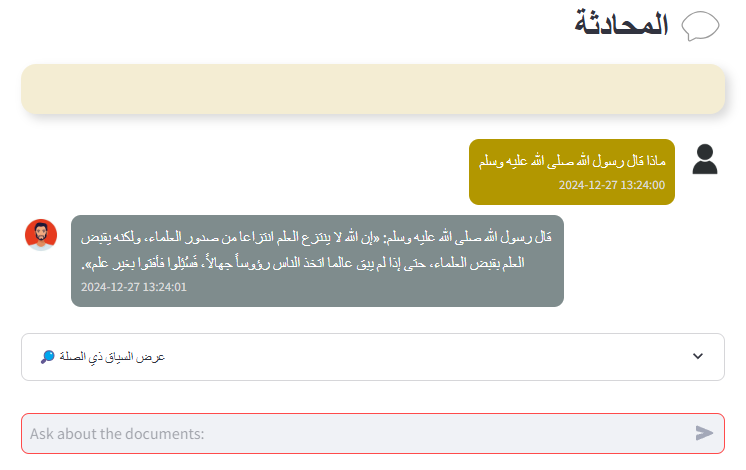 المحادثة
ماذا قال رسول الله صلى الله عليه وسلم
2024-12-27 13:24:00
قال رسول الله صلى الله عليه وسلم: «إن الله لا ينتزع العلم انتزاعا من صدور العلماء، ولكنه يقبض
العلم بقبض العلماء، حتى إذا لم يبق عالما اتخذ الناس رؤوساً جهالاً، فَسُئِلوا فأفتوا بغير علم».
2024-12-27 13:24:01
عرض السياق ذي الصلة
Ask about the documents: